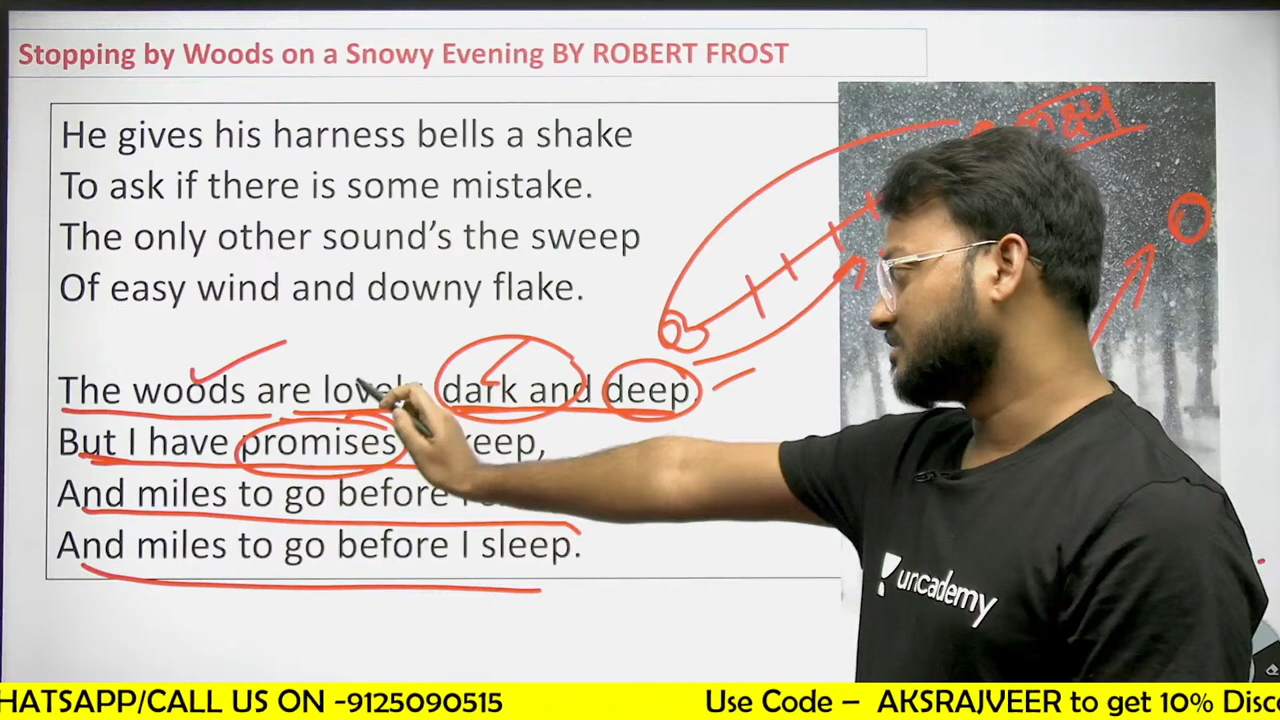 Stopping by Woods on a Snowy Evening BY ROBERT FROST
He gives his harness bells a shake
To ask if there is some mistake.
The only other sound's the sweep
Of easy wind and downy flake.
The woods are lovely, dark and deep.
But I have promises keep,
And miles to go before I
And miles to go before I sleep.
unacademy
HATSAPP/CALL US ON -9125090515
Use Code – AKSRAJVEER to get 10% Disc